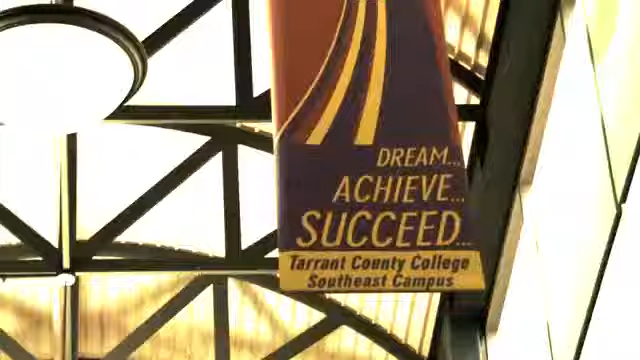 DREAM...
ACHIEVE...
SUCCEED...
Tarrant County College
Southeast Campus